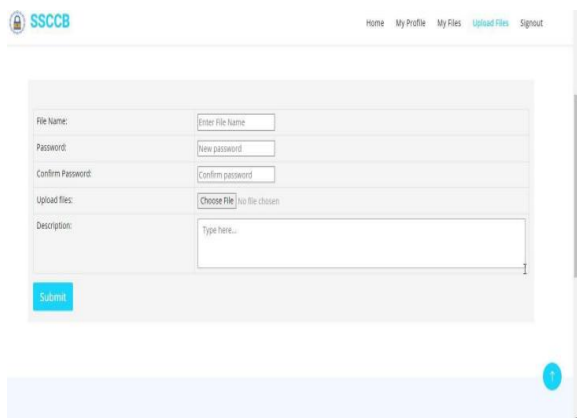 SSCCB
Home My Profile My Files Upload Files Signout
File Name: Enter File Name
Password: New password
Confirm Password: Confirm password
Upload files: Choose File No file chosen
Description: Type here...
Submit